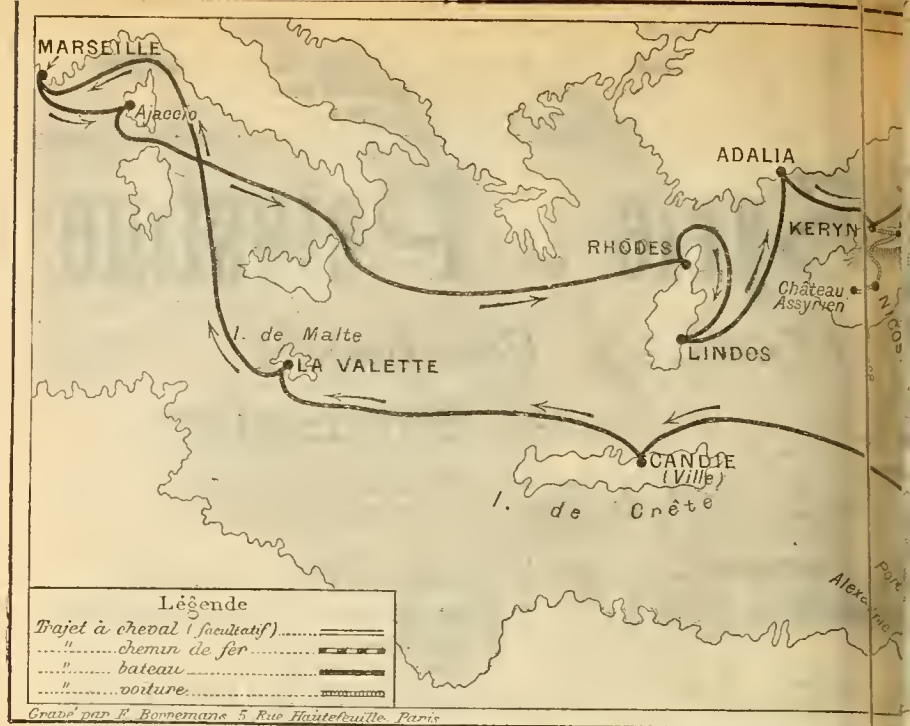 MARSEILLE
Ajaccio
ADALIA
KERYN
RHODES
Château
Assyrien
I. de Malte
LINDOS
LA VALETTE
CANDIE
(Ville)
I. de Crête
Légende
Trajet à cheval (facultatif)
" chemin de fer
" bateau
" voiture
Gravé par F. Bornemans 5 Rue Hautefeuille. Paris